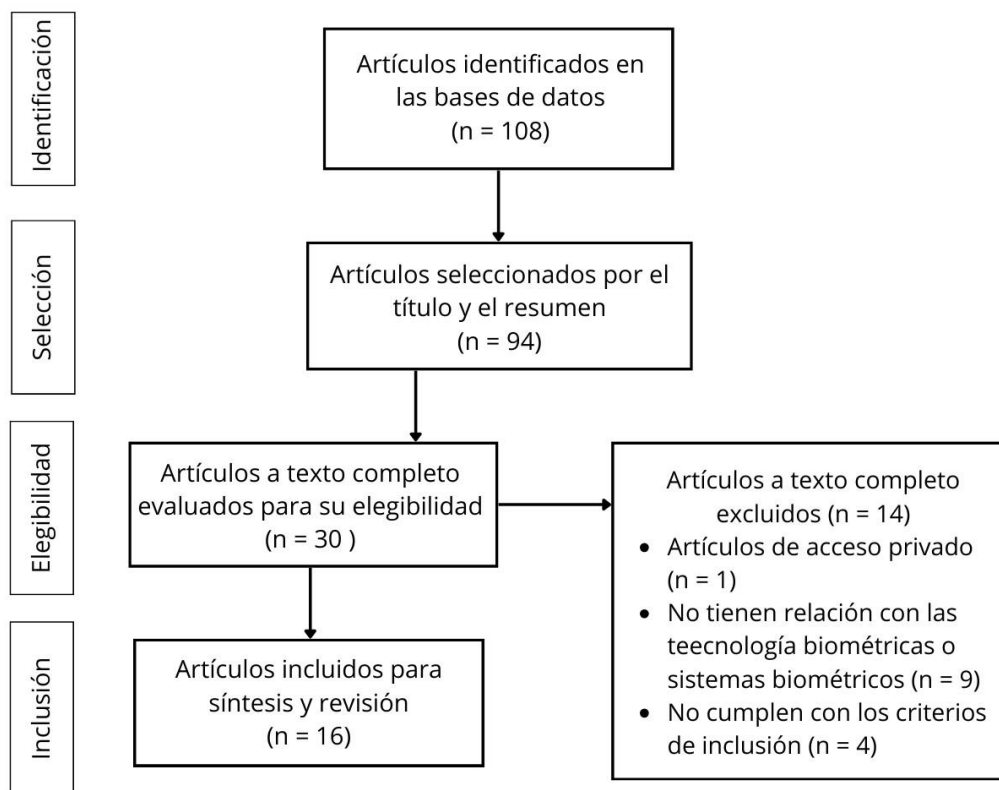 Identificación
Artículos identificados en
las bases de datos
(n = 108)
Selección
Artículos seleccionados por el
título y el resumen
(n = 94)
Elegibilidad
Artículos a texto completo
evaluados para su elegibilidad
(n = 30 )
Artículos a texto completo
excluidos (n = 14)
• Artículos de acceso privado
(n = 1)
• No tienen relación con las
teecnología biométricas o
sistemas biométricos (n = 9)
• No cumplen con los criterios
de inclusión (n = 4)
Inclusión
Artículos incluidos para
síntesis y revisión
(n = 16)